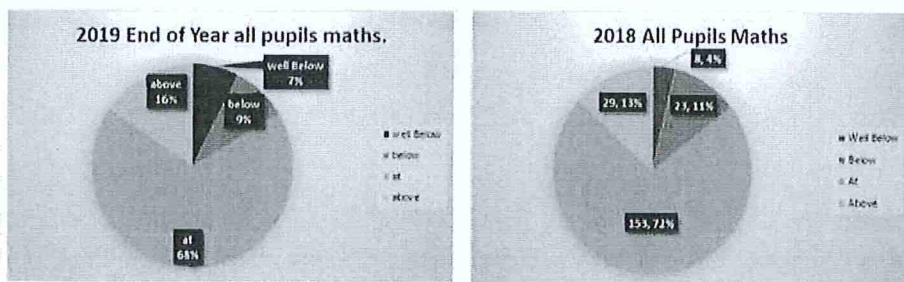 2019 End of Year all pupils maths.
well Below
7%
above
16%
below
9%
at
68%
well Below
below
at
above
2018 All Pupils Maths
8, 4%
29, 13%
23, 11%
153, 72%
Well Below
Below
At
Above